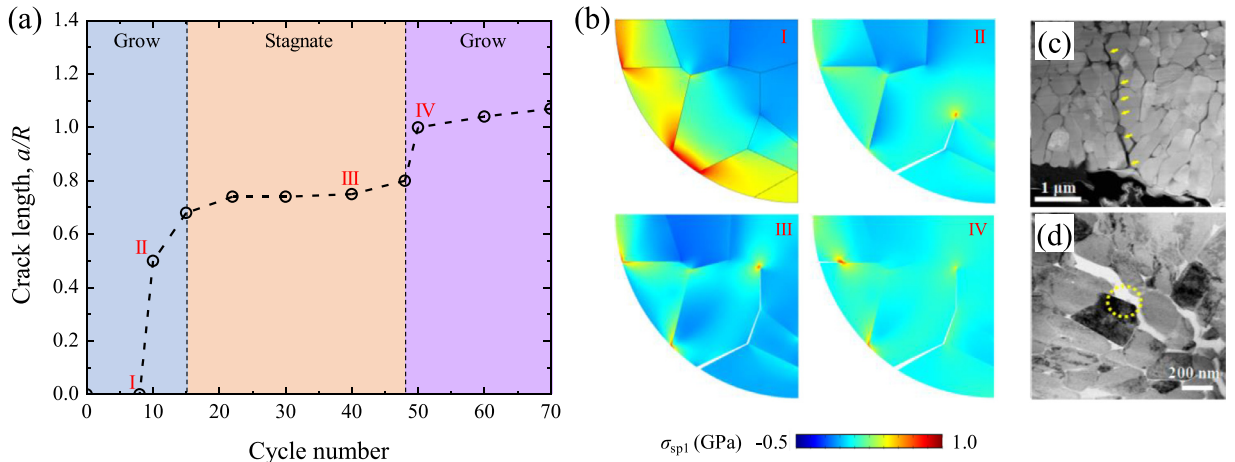 (a)
1.4
1.2
1.0
0.8
0.6
0.4
0.2
0.0
Crack length, a/R
Grow
Stagnate
Grow
I
II
III
IV
0 10 20 30 40 50 60 70
Cycle number
(b)
I
II
III
IV
σsp1 (GPa) -0.5 1.0
(c)
1 μm
(d)
200 nm